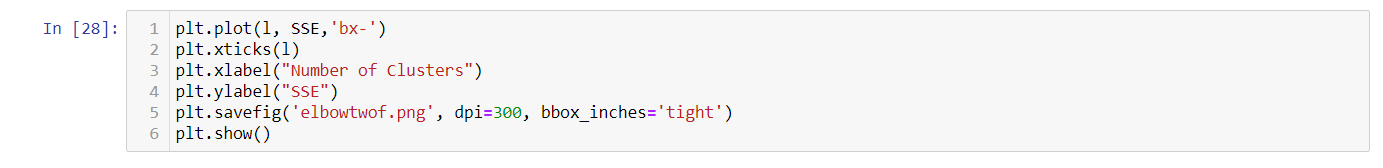 In [28]: 1 plt.plot(l, SSE,'bx-')
2 plt.xticks(l)
3 plt.xlabel("Number of Clusters")
4 plt.ylabel("SSE")
5 plt.savefig('elbowtwof.png', dpi=300, bbox_inches='tight')
6 plt.show()